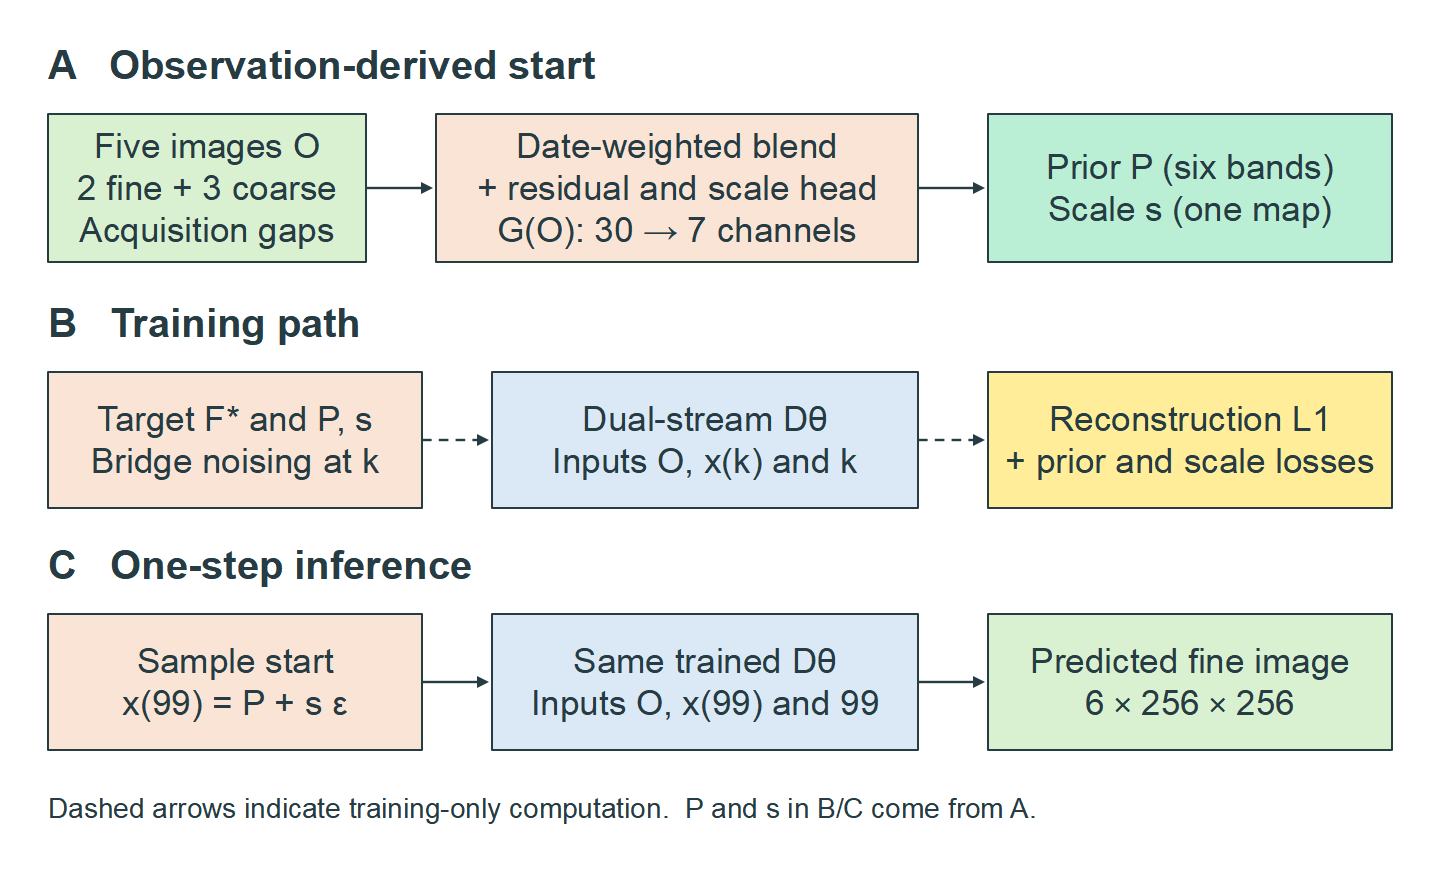 A Observation-derived start
Five images O
2 fine + 3 coarse
Acquisition gaps
Date-weighted blend
+ residual and scale head
G(O): 30 → 7 channels
Prior P (six bands)
Scale s (one map)
B Training path
Target F* and P, s
Bridge noising at k
Dual-stream Dθ
Inputs O, x(k) and k
Reconstruction L1
+ prior and scale losses
C One-step inference
Sample start
x(99) = P + s ε
Same trained Dθ
Inputs O, x(99) and 99
Predicted fine image
6 × 256 × 256
Dashed arrows indicate training-only computation. P and s in B/C come from A.